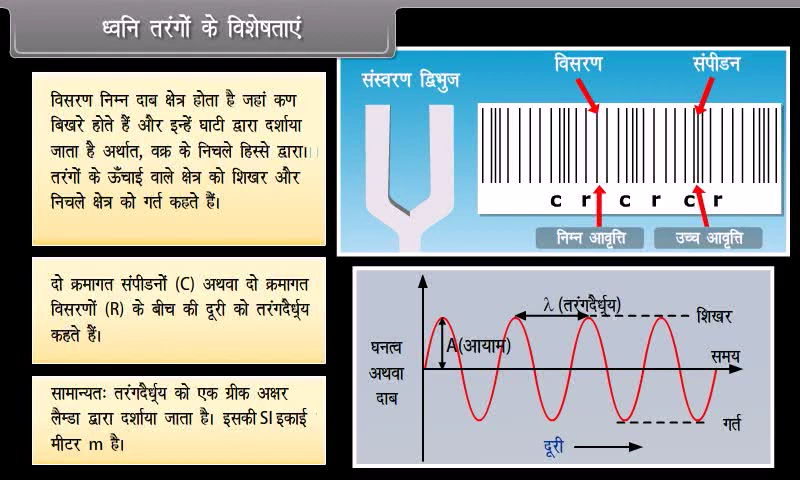 ध्वनि तरंगों के विशेषताएं
विसरण निम्न दाब क्षेत्र होता है जहां कण
बिखरे होते हैं और इन्हें घाटी द्वारा दर्शाया
जाता है अर्थात, वक्र के निचले हिस्से द्वारा।
तरंगों के ऊँचाई वाले क्षेत्र को शिखर और
निचले क्षेत्र को गर्त कहते हैं।
दो क्रमागत संपीडनों (C) अथवा दो क्रमागत
विसरणों (R) के बीच की दूरी को तरंगदैर्ध्य
कहते हैं।
सामान्यतः तरंगदैर्ध्य को एक ग्रीक अक्षर
लैम्डा द्वारा दर्शाया जाता है। इसकी SI इकाई
मीटर m है।
संस्वरण द्विभुज
विसरण संपीडन
c r c r c r
निम्न आवृत्ति उच्च आवृत्ति
λ (तरंगदैर्ध्य)
शिखर
A(आयाम)
घनत्व
अथवा
दाब
समय
गर्त
दूरी